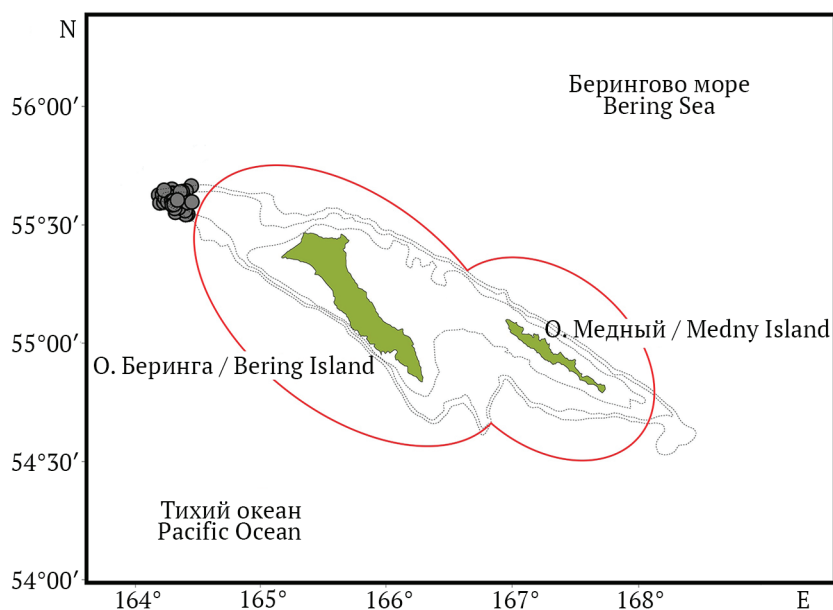 N
Берингово море
Bering Sea
56°00′
55°30′
55°00′
О. Медный / Medny Island
О. Беринга / Bering Island
54°30′
Тихий океан
Pacific Ocean
54°00′
164° 165° 166° 167° 168° E